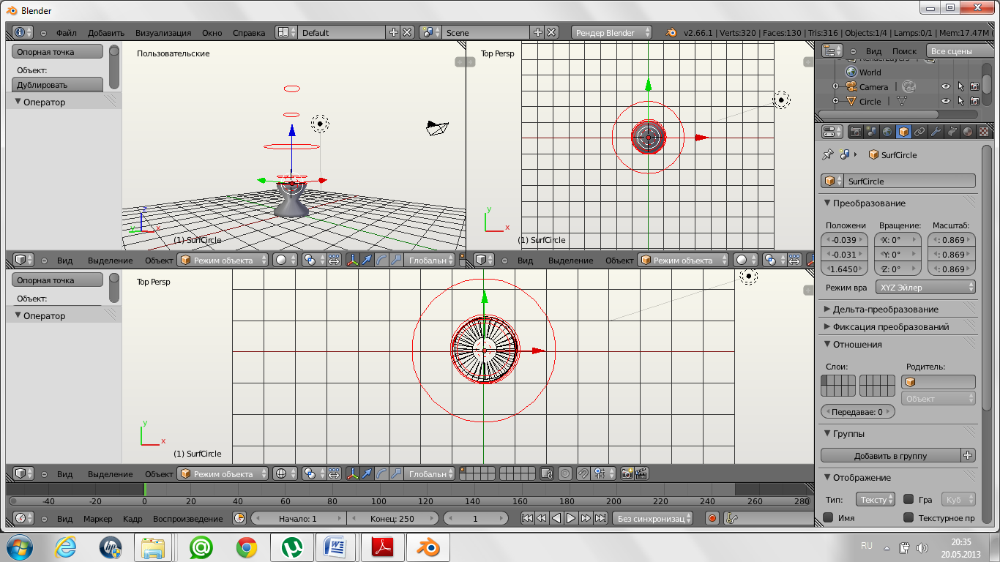 Blender
Файл Добавить Визуализация Окно Справка Default Scene Рендер Blender v2.66.1 | Verts:320 | Faces:130 | Tris:316 | Objects:1/4 | Lamps:0/1 | Mem:17.47M (
Опорная точка
Объект:
Дублировать
Оператор
Пользовательские
z
y
x
(1) SurfCircle
Top Persp
y
x
(1) SurfCircle
Вид Поиск Все сцены
World
Camera
Circle
SurfCircle
SurfCircle
Преобразование
Положени Вращение: Масштаб:
-0.039 X: 0° : 0.869
-0.031 Y: 0° : 0.869
1.6450 Z: 0° : 0.869
Режим вра XYZ Эйлер
Дельта-преобразование
Фиксация преобразований
Отношения
Слои: Родитель:
Объект
Передавае: 0
Группы
Добавить в группу
Отображение
Тип: Тексту Гра Куб
Имя Текстурное пр
Вид Выделение Объект Режим объекта Глобальн
Вид Выделение Объект Режим объекта
Опорная точка
Объект:
Оператор
Top Persp
y
x
(1) SurfCircle
Вид Выделение Объект Режим объекта Глобальн
-40 -20 0 20 40 60 80 100 120 140 160 180 200 220 240 260 280
Вид Маркер Кадр Воспроизведение Начало: 1 Конец: 250 1 Без синхронизац
RU
20:35
20.05.2013